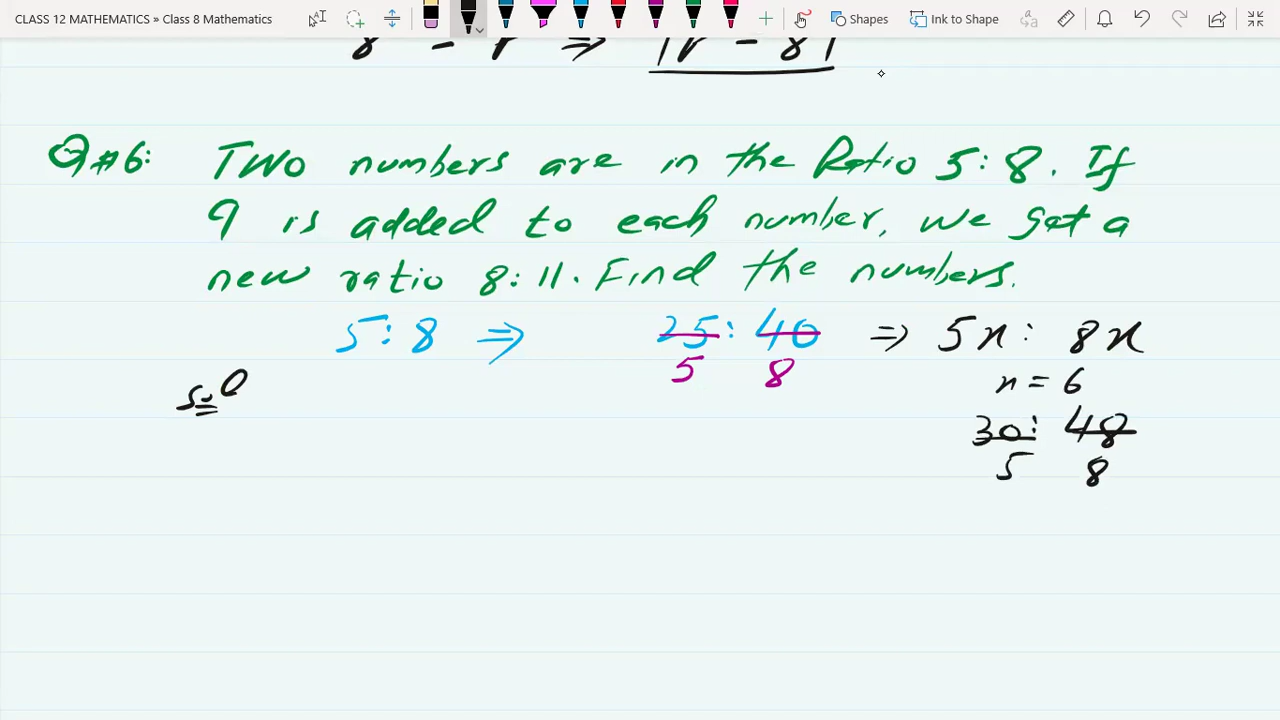 CLASS 12 MATHEMATICS » Class 8 Mathematics
Shapes
Ink to Shape
Q#6: Two numbers are in the Ratio 5:8. If
9 is added to each number, we get a
new ratio 8:11. Find the numbers.
5:8 ⇒ 25:40 ⇒ 5x: 8x
5 8
x = 6
Sol
30: 48
5 8